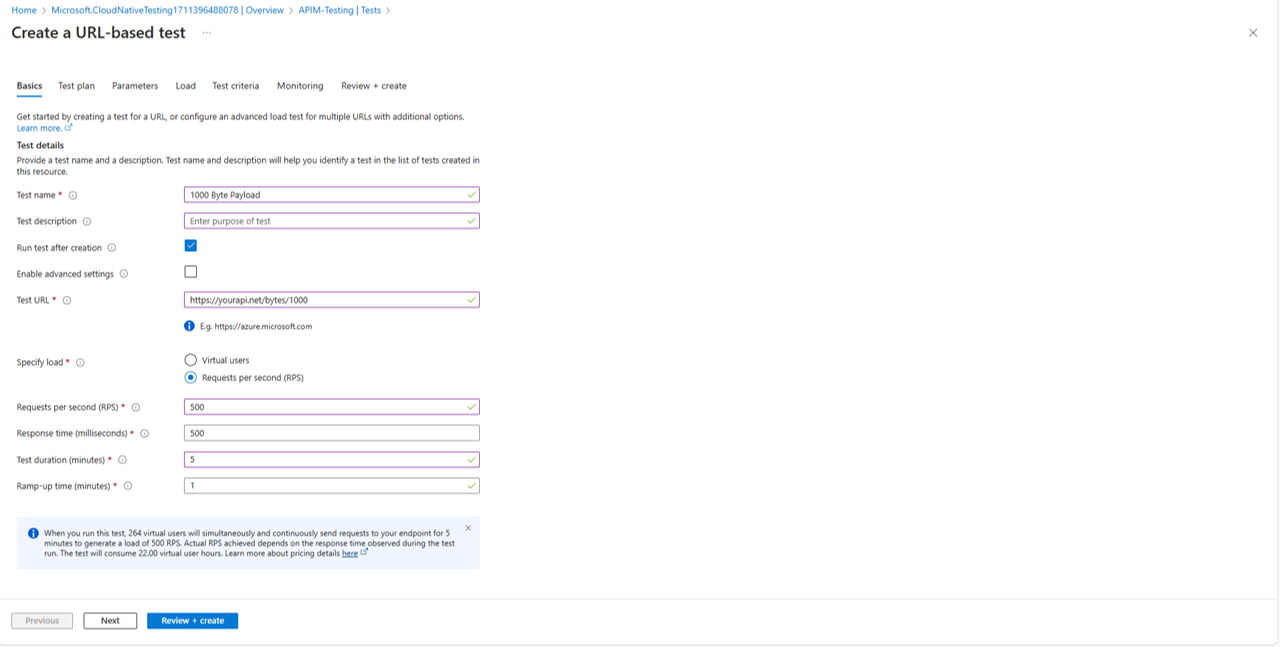 Home > Microsoft.CloudNativeTesting1711396488078 | Overview > APIM-Testing | Tests >
Create a URL-based test ...
Basics Test plan Parameters Load Test criteria Monitoring Review + create
Get started by creating a test for a URL, or configure an advanced load test for multiple URLs with additional options.
Learn more.
Test details
Provide a test name and a description. Test name and description will help you identify a test in the list of tests created in
this resource.
Test name * 1000 Byte Payload
Test description Enter purpose of test
Run test after creation
Enable advanced settings
Test URL * https://yourapi.net/bytes/1000
E.g. https://azure.microsoft.com
Specify load * Virtual users
Requests per second (RPS)
Requests per second (RPS) * 500
Response time (milliseconds) * 500
Test duration (minutes) * 5
Ramp-up time (minutes) * 1
When you run this test, 264 virtual users will simultaneously and continuously send requests to your endpoint for 5
minutes to generate a load of 500 RPS. Actual RPS achieved depends on the response time observed during the test
run. The test will consume 22.00 virtual user hours. Learn more about pricing details here
Previous Next Review + create